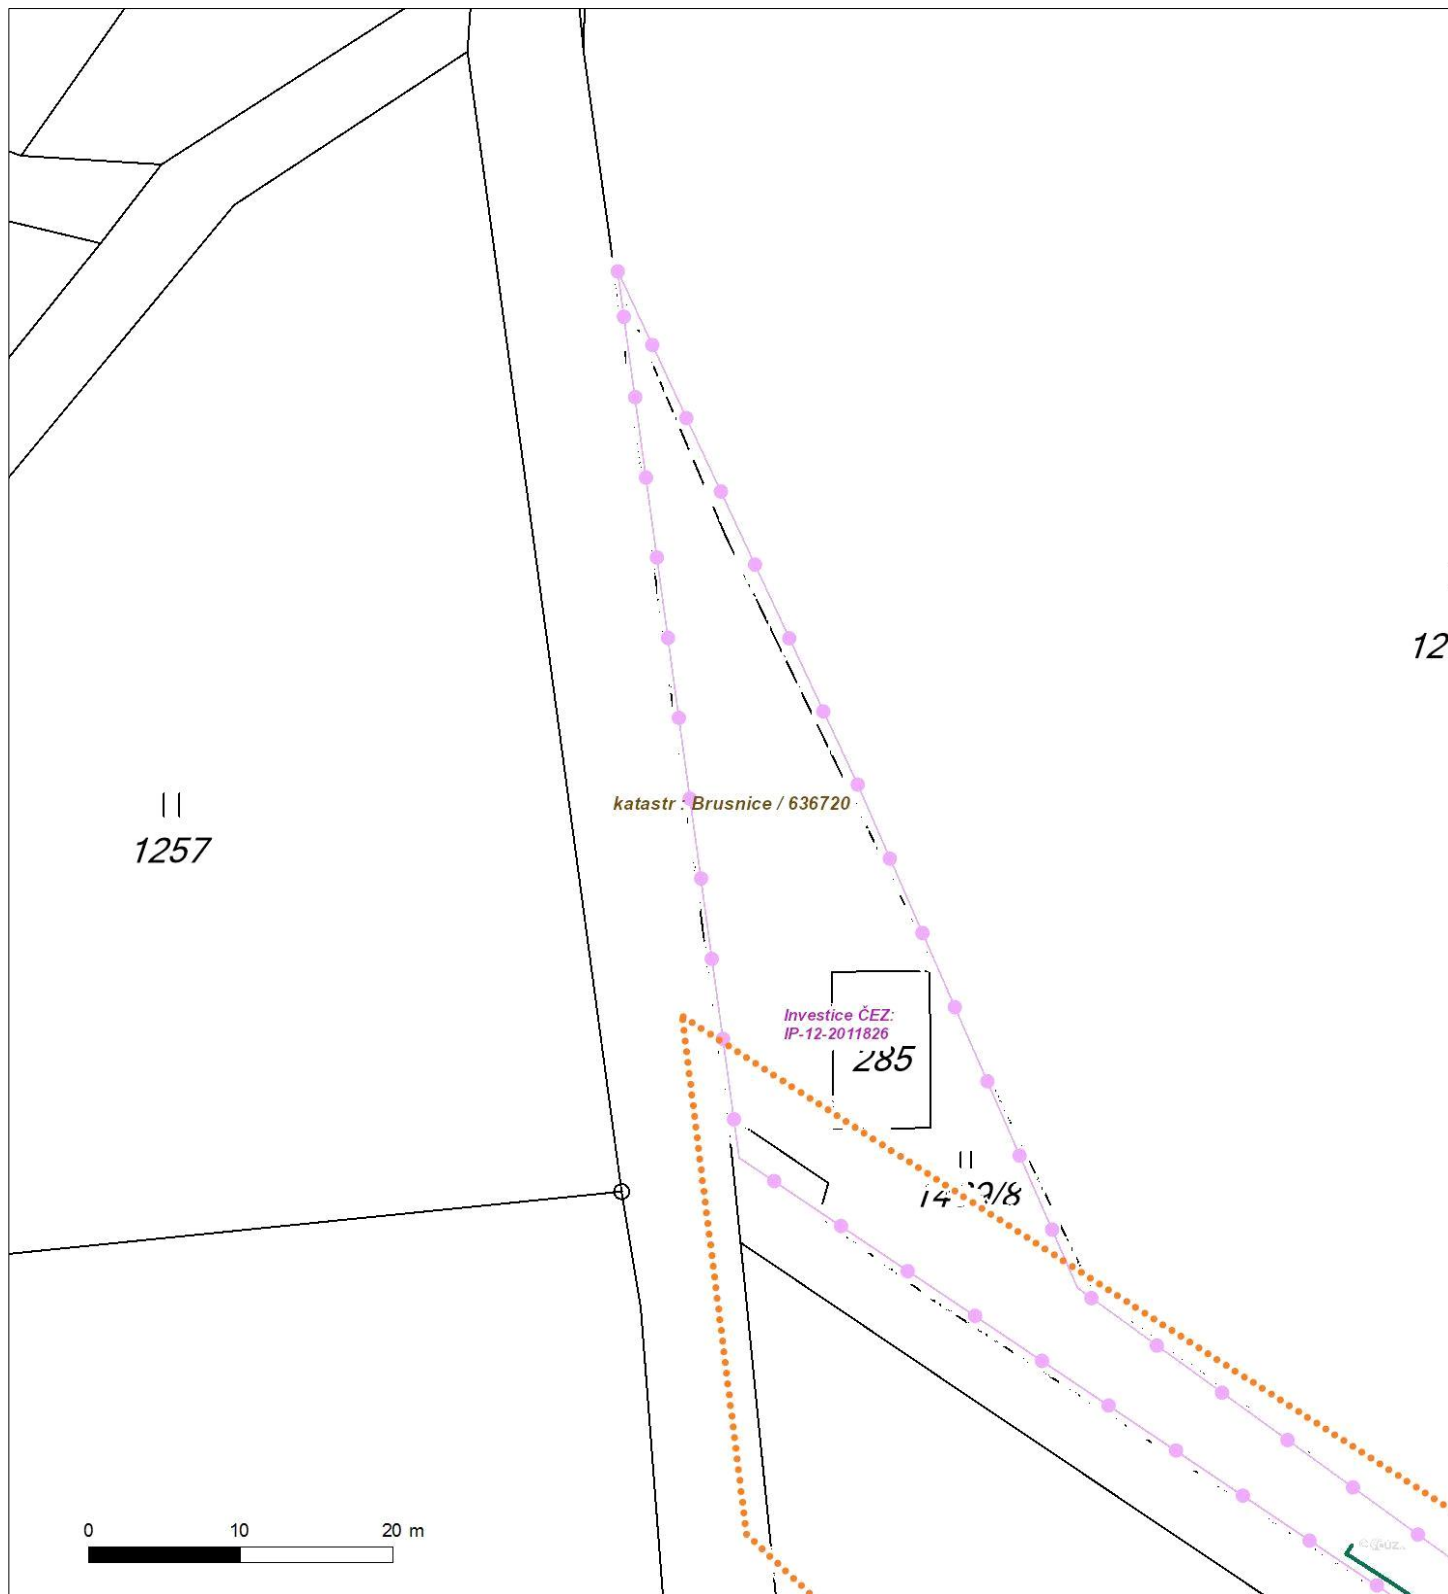 12
katastr : Brusnice / 636720
1257
Investice ČEZ:
IP-12-2011826
285
0 10 20 m